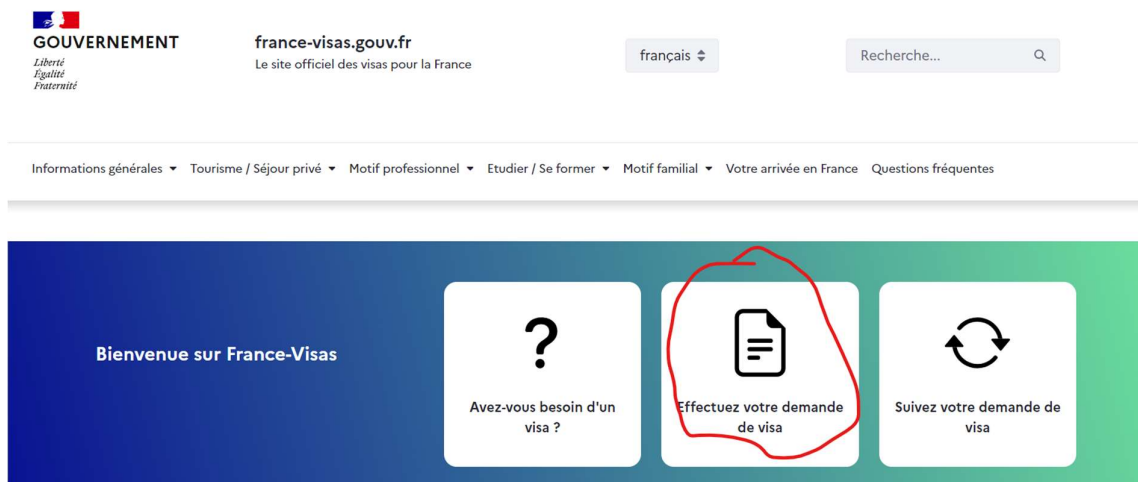 GOUVERNEMENT
Liberté
Égalité
Fraternité
france-visas.gouv.fr
Le site officiel des visas pour la France
français
Recherche...
Informations générales Tourisme / Séjour privé Motif professionnel Etudier / Se former Motif familial Votre arrivée en France Questions fréquentes
Bienvenue sur France-Visas
?
Avez-vous besoin d'un
visa ?
Effectuez votre demande
de visa
Suivez votre demande de
visa